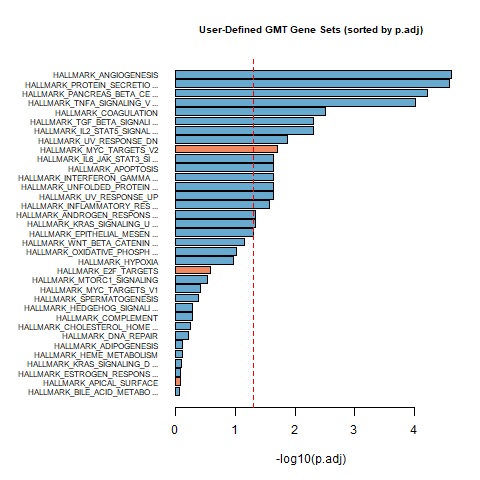 User-Defined GMT Gene Sets (sorted by p.adj)
HALLMARK_ANGIOGENESIS
HALLMARK_PROTEIN_SECRETIO ...
HALLMARK_PANCREAS_BETA_CE ...
HALLMARK_TNFA_SIGNALING_V ...
HALLMARK_COAGULATION
HALLMARK_TGF_BETA_SIGNALI ...
HALLMARK_IL2_STAT5_SIGNAL ...
HALLMARK_UV_RESPONSE_DN
HALLMARK_MYC_TARGETS_V2
HALLMARK_IL6_JAK_STAT3_SI ...
HALLMARK_APOPTOSIS
HALLMARK_INTERFERON_GAMMA ...
HALLMARK_UNFOLDED_PROTEIN ...
HALLMARK_UV_RESPONSE_UP
HALLMARK_INFLAMMATORY_RES ...
HALLMARK_ANDROGEN_RESPONS ...
HALLMARK_KRAS_SIGNALING_U ...
HALLMARK_EPITHELIAL_MESEN ...
HALLMARK_WNT_BETA_CATENIN ...
HALLMARK_OXIDATIVE_PHOSPH ...
HALLMARK_HYPOXIA
HALLMARK_E2F_TARGETS
HALLMARK_MTORC1_SIGNALING
HALLMARK_MYC_TARGETS_V1
HALLMARK_SPERMATOGENESIS
HALLMARK_HEDGEHOG_SIGNALI ...
HALLMARK_COMPLEMENT
HALLMARK_CHOLESTEROL_HOME ...
HALLMARK_DNA_REPAIR
HALLMARK_ADIPOGENESIS
HALLMARK_HEME_METABOLISM
HALLMARK_KRAS_SIGNALING_D ...
HALLMARK_ESTROGEN_RESPONS ...
HALLMARK_APICAL_SURFACE
HALLMARK_BILE_ACID_METABO ...
0 1 2 3 4
-log10(p.adj)